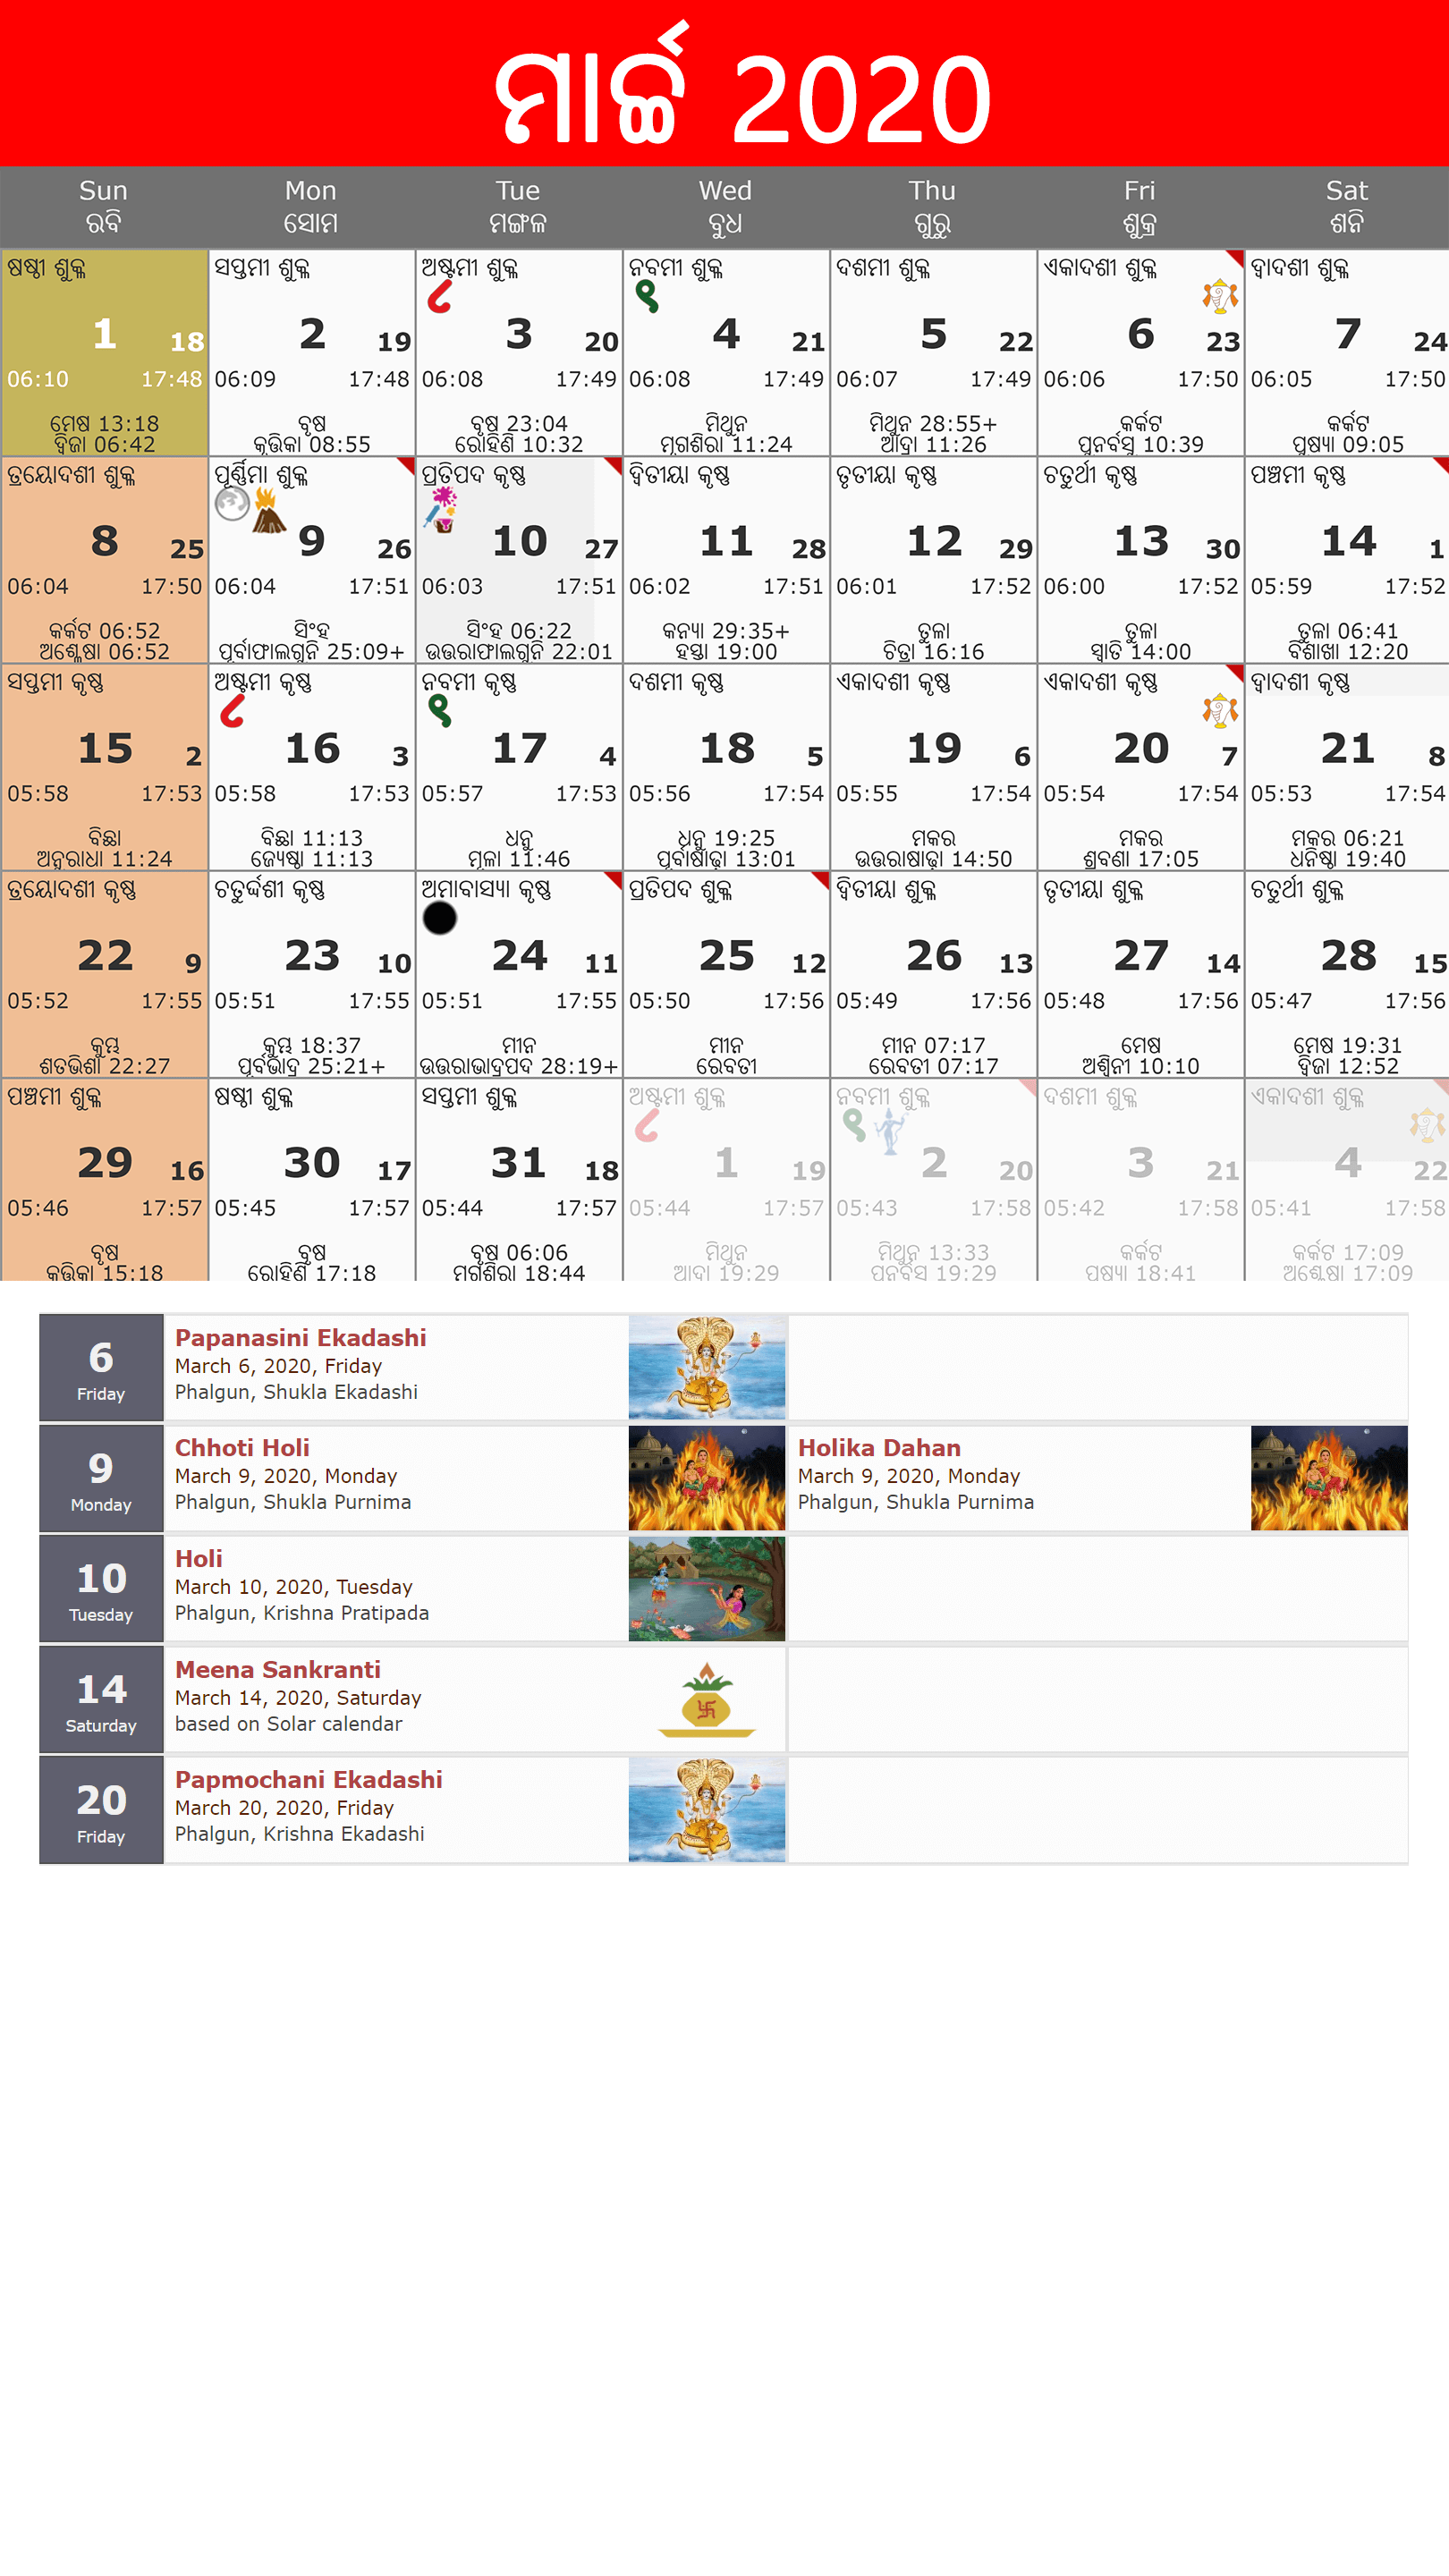 ମାର୍ଚ୍ଚ 2020
Sun Mon Tue Wed Thu Fri Sat
ରବି ସୋମ ମଙ୍ଗଳ ବୁଧ ଗୁରୁ ଶୁକ୍ର ଶନି
ଷଷ୍ଠୀ ଶୁକ୍ଳ ସପ୍ତମୀ ଶୁକ୍ଳ ଅଷ୍ଟମୀ ଶୁକ୍ଳ ନବମୀ ଶୁକ୍ଳ ଦଶମୀ ଶୁକ୍ଳ ଏକାଦଶୀ ଶୁକ୍ଳ ଦ୍ୱାଦଶୀ ଶୁକ୍ଳ
1 18 2 19 3 20 4 21 5 22 6 23 7 24
06:10 17:48 06:09 17:48 06:08 17:49 06:08 17:49 06:07 17:49 06:06 17:50 06:05 17:50
ମେଷ 13:18 ବୃଷ ବୃଷ 23:04 ମିଥୁନ ମିଥୁନ 28:55+ କର୍କଟ କର୍କଟ
ଦ୍ୱିଜା 06:42 କୃତ୍ତିକା 08:55 ରୋହିଣି 10:32 ମୃଗଶିରା 11:24 ଆଦ୍ରା 11:26 ପୁନର୍ବସୁ 10:39 ପୁଷ୍ୟା 09:05
ତ୍ରୟୋଦଶୀ ଶୁକ୍ଳ ପୂର୍ଣ୍ଣିମା ଶୁକ୍ଳ ପ୍ରତିପଦ କୃଷ୍ଣ ଦ୍ୱିତୀୟା କୃଷ୍ଣ ତୃତୀୟା କୃଷ୍ଣ ଚତୁର୍ଥୀ କୃଷ୍ଣ ପଞ୍ଚମୀ କୃଷ୍ଣ
8 25 9 26 10 27 11 28 12 29 13 30 14 1
06:04 17:50 06:04 17:51 06:03 17:51 06:02 17:51 06:01 17:52 06:00 17:52 05:59 17:52
କର୍କଟ 06:52 ସିଂହ ସିଂହ 06:22 କନ୍ୟା 29:35+ ତୁଳା ତୁଳା ତୁଳା 06:41
ଅଶ୍ଳେଷା 06:52 ପୂର୍ବାଫାଲଗୁନି 25:09+ ଉତ୍ତରାଫାଲଗୁନି 22:01 ହସ୍ତା 19:00 ଚିତ୍ରା 16:16 ସ୍ୱାତି 14:00 ବିଶାଖା 12:20
ସପ୍ତମୀ କୃଷ୍ଣ ଅଷ୍ଟମୀ କୃଷ୍ଣ ନବମୀ କୃଷ୍ଣ ଦଶମୀ କୃଷ୍ଣ ଏକାଦଶୀ କୃଷ୍ଣ ଏକାଦଶୀ କୃଷ୍ଣ ଦ୍ୱାଦଶୀ କୃଷ୍ଣ
15 2 16 3 17 4 18 5 19 6 20 7 21 8
05:58 17:53 05:58 17:53 05:57 17:53 05:56 17:54 05:55 17:54 05:54 17:54 05:53 17:54
ବିଛା ବିଛା 11:13 ଧନୁ ଧନୁ 19:25 ମକର ମକର ମକର 06:21
ଅନୁରାଧା 11:24 ଜ୍ୟେଷ୍ଠା 11:13 ମୂଳା 11:46 ପୂର୍ବାଷାଢ଼ା 13:01 ଉତ୍ତରାଷାଢ଼ା 14:50 ଶ୍ରବଣା 17:05 ଧନିଷ୍ଠା 19:40
ତ୍ରୟୋଦଶୀ କୃଷ୍ଣ ଚତୁର୍ଦ୍ଦଶୀ କୃଷ୍ଣ ଅମାବାସ୍ୟା କୃଷ୍ଣ ପ୍ରତିପଦ ଶୁକ୍ଳ ଦ୍ୱିତୀୟା ଶୁକ୍ଳ ତୃତୀୟା ଶୁକ୍ଳ ଚତୁର୍ଥୀ ଶୁକ୍ଳ
22 9 23 10 24 11 25 12 26 13 27 14 28 15
05:52 17:55 05:51 17:55 05:51 17:55 05:50 17:56 05:49 17:56 05:48 17:56 05:47 17:56
କୁମ୍ଭ କୁମ୍ଭ 18:37 ମୀନ ମୀନ ମୀନ 07:17 ମେଷ ମେଷ 19:31
ଶତଭିଶା 22:27 ପୂର୍ବଭାଦ୍ର 25:21+ ଉତ୍ତରାଭାଦ୍ରପଦ 28:19+ ରେବତୀ ରେବତୀ 07:17 ଅଶ୍ୱିନୀ 10:10 ଦ୍ୱିଜା 12:52
ପଞ୍ଚମୀ ଶୁକ୍ଳ ଷଷ୍ଠୀ ଶୁକ୍ଳ ସପ୍ତମୀ ଶୁକ୍ଳ ଅଷ୍ଟମୀ ଶୁକ୍ଳ ନବମୀ ଶୁକ୍ଳ ଦଶମୀ ଶୁକ୍ଳ ଏକାଦଶୀ ଶୁକ୍ଳ
29 16 30 17 31 18 1 19 2 20 3 21 4 22
05:46 17:57 05:45 17:57 05:44 17:57 05:44 17:57 05:43 17:58 05:42 17:58 05:41 17:58
ବୃଷ ବୃଷ ବୃଷ 06:06 ମିଥୁନ ମିଥୁନ 13:33 କର୍କଟ କର୍କଟ 17:09
କୃତ୍ତିକା 15:18 ରୋହିଣି 17:18 ମୃଗଶିରା 18:44 ଆଦ୍ରା 19:29 ପୁନର୍ବସୁ 19:29 ପୁଷ୍ୟା 18:41 ଅଶ୍ଳେଷା 17:09
6
Friday
Papanasini Ekadashi
March 6, 2020, Friday
Phalgun, Shukla Ekadashi
9
Monday
Chhoti Holi
March 9, 2020, Monday
Phalgun, Shukla Purnima
Holika Dahan
March 9, 2020, Monday
Phalgun, Shukla Purnima
10
Tuesday
Holi
March 10, 2020, Tuesday
Phalgun, Krishna Pratipada
14
Saturday
Meena Sankranti
March 14, 2020, Saturday
based on Solar calendar
20
Friday
Papmochani Ekadashi
March 20, 2020, Friday
Phalgun, Krishna Ekadashi